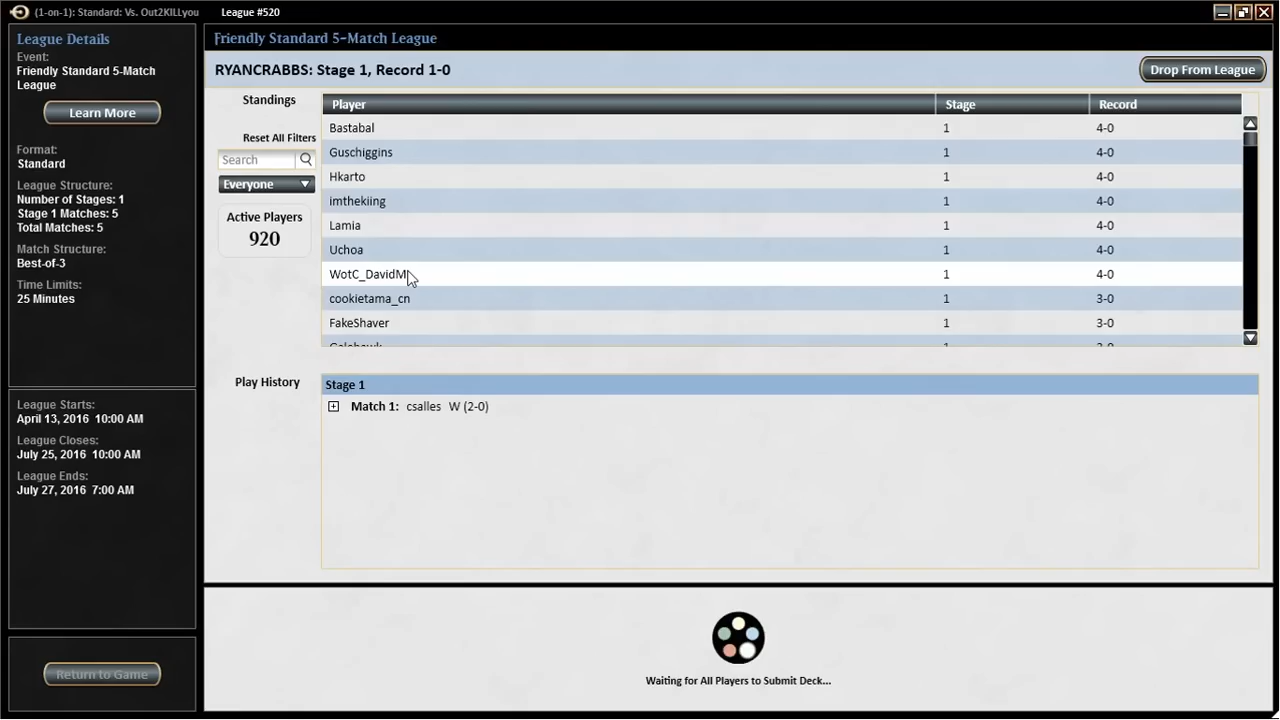 (1-on-1): Standard: Vs. Out2KILLyou League #520
League Details
Event:
Friendly Standard 5-Match
League
Learn More
Format:
Standard
League Structure:
Number of Stages: 1
Stage 1 Matches: 5
Total Matches: 5
Match Structure:
Best-of-3
Time Limits:
25 Minutes
League Starts:
April 13, 2016 10:00 AM
League Closes:
July 25, 2016 10:00 AM
League Ends:
July 27, 2016 7:00 AM
Return to Game
Friendly Standard 5-Match League
RYANCRABBS: Stage 1, Record 1-0
Drop From League
Standings
Reset All Filters
Search
Everyone
Active Players
920
Player Stage Record
Bastabal 1 4-0
Guschiggins 1 4-0
Hkarto 1 4-0
imthekiing 1 4-0
Lamia 1 4-0
Uchoa 1 4-0
WotC_DavidM 1 4-0
cookietama_cn 1 3-0
FakeShaver 1 3-0
Play History
Stage 1
Match 1: csalles W (2-0)
Waiting for All Players to Submit Deck...